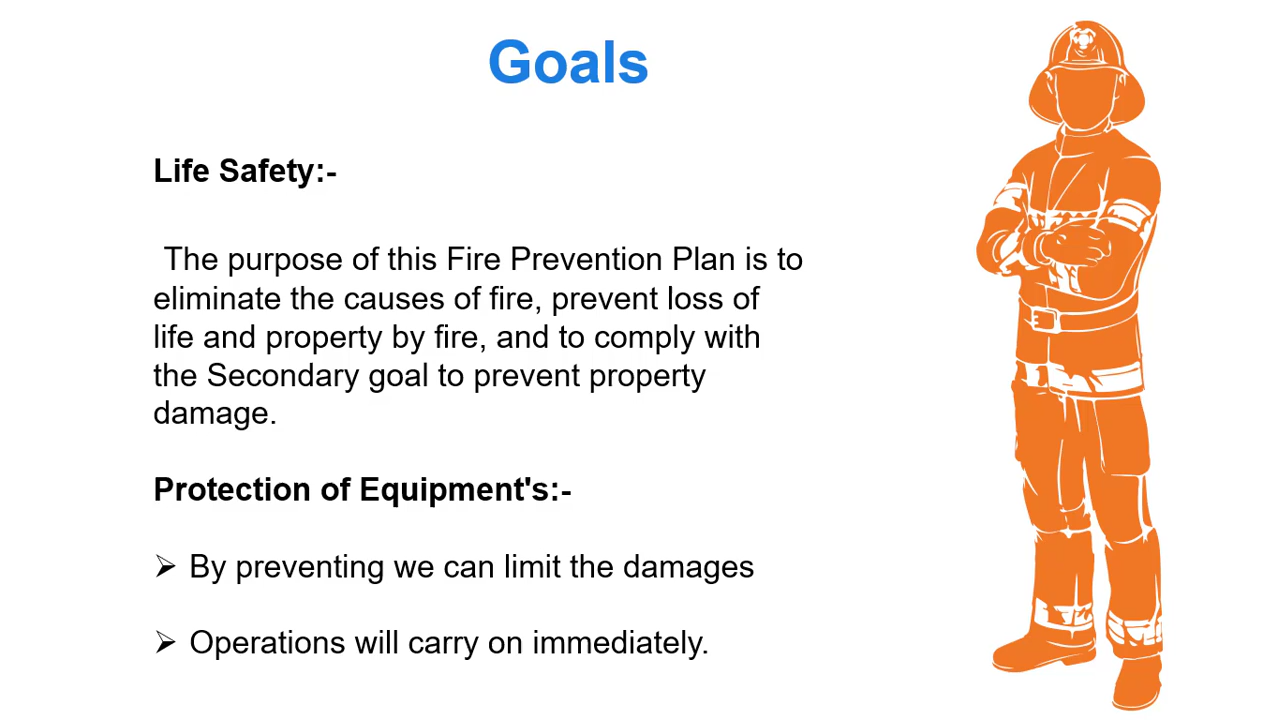 Goals
Life Safety:-
The purpose of this Fire Prevention Plan is to
eliminate the causes of fire, prevent loss of
life and property by fire, and to comply with
the Secondary goal to prevent property
damage.
Protection of Equipment's:-
➢ By preventing we can limit the damages
➢ Operations will carry on immediately.